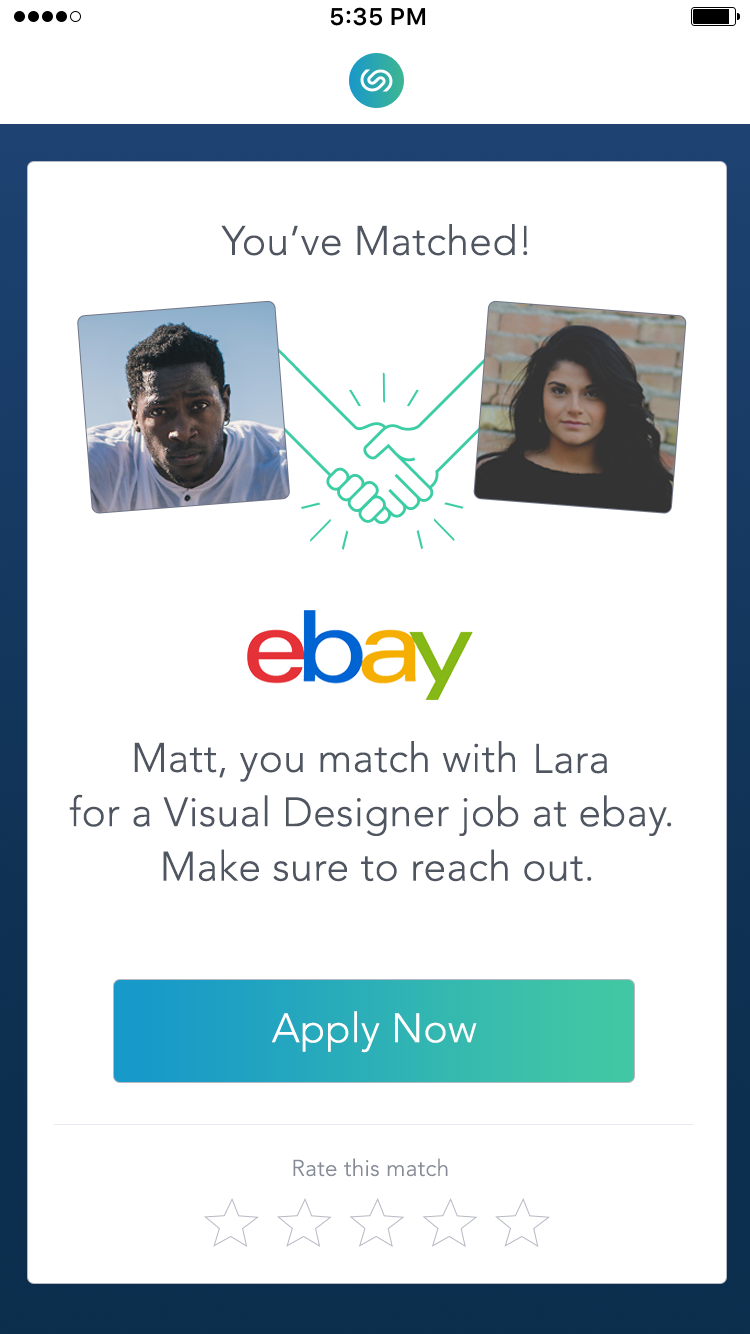 5:35 PM
You’ve Matched!
ebay
Matt, you match with Lara
for a Visual Designer job at ebay.
Make sure to reach out.
Apply Now
Rate this match